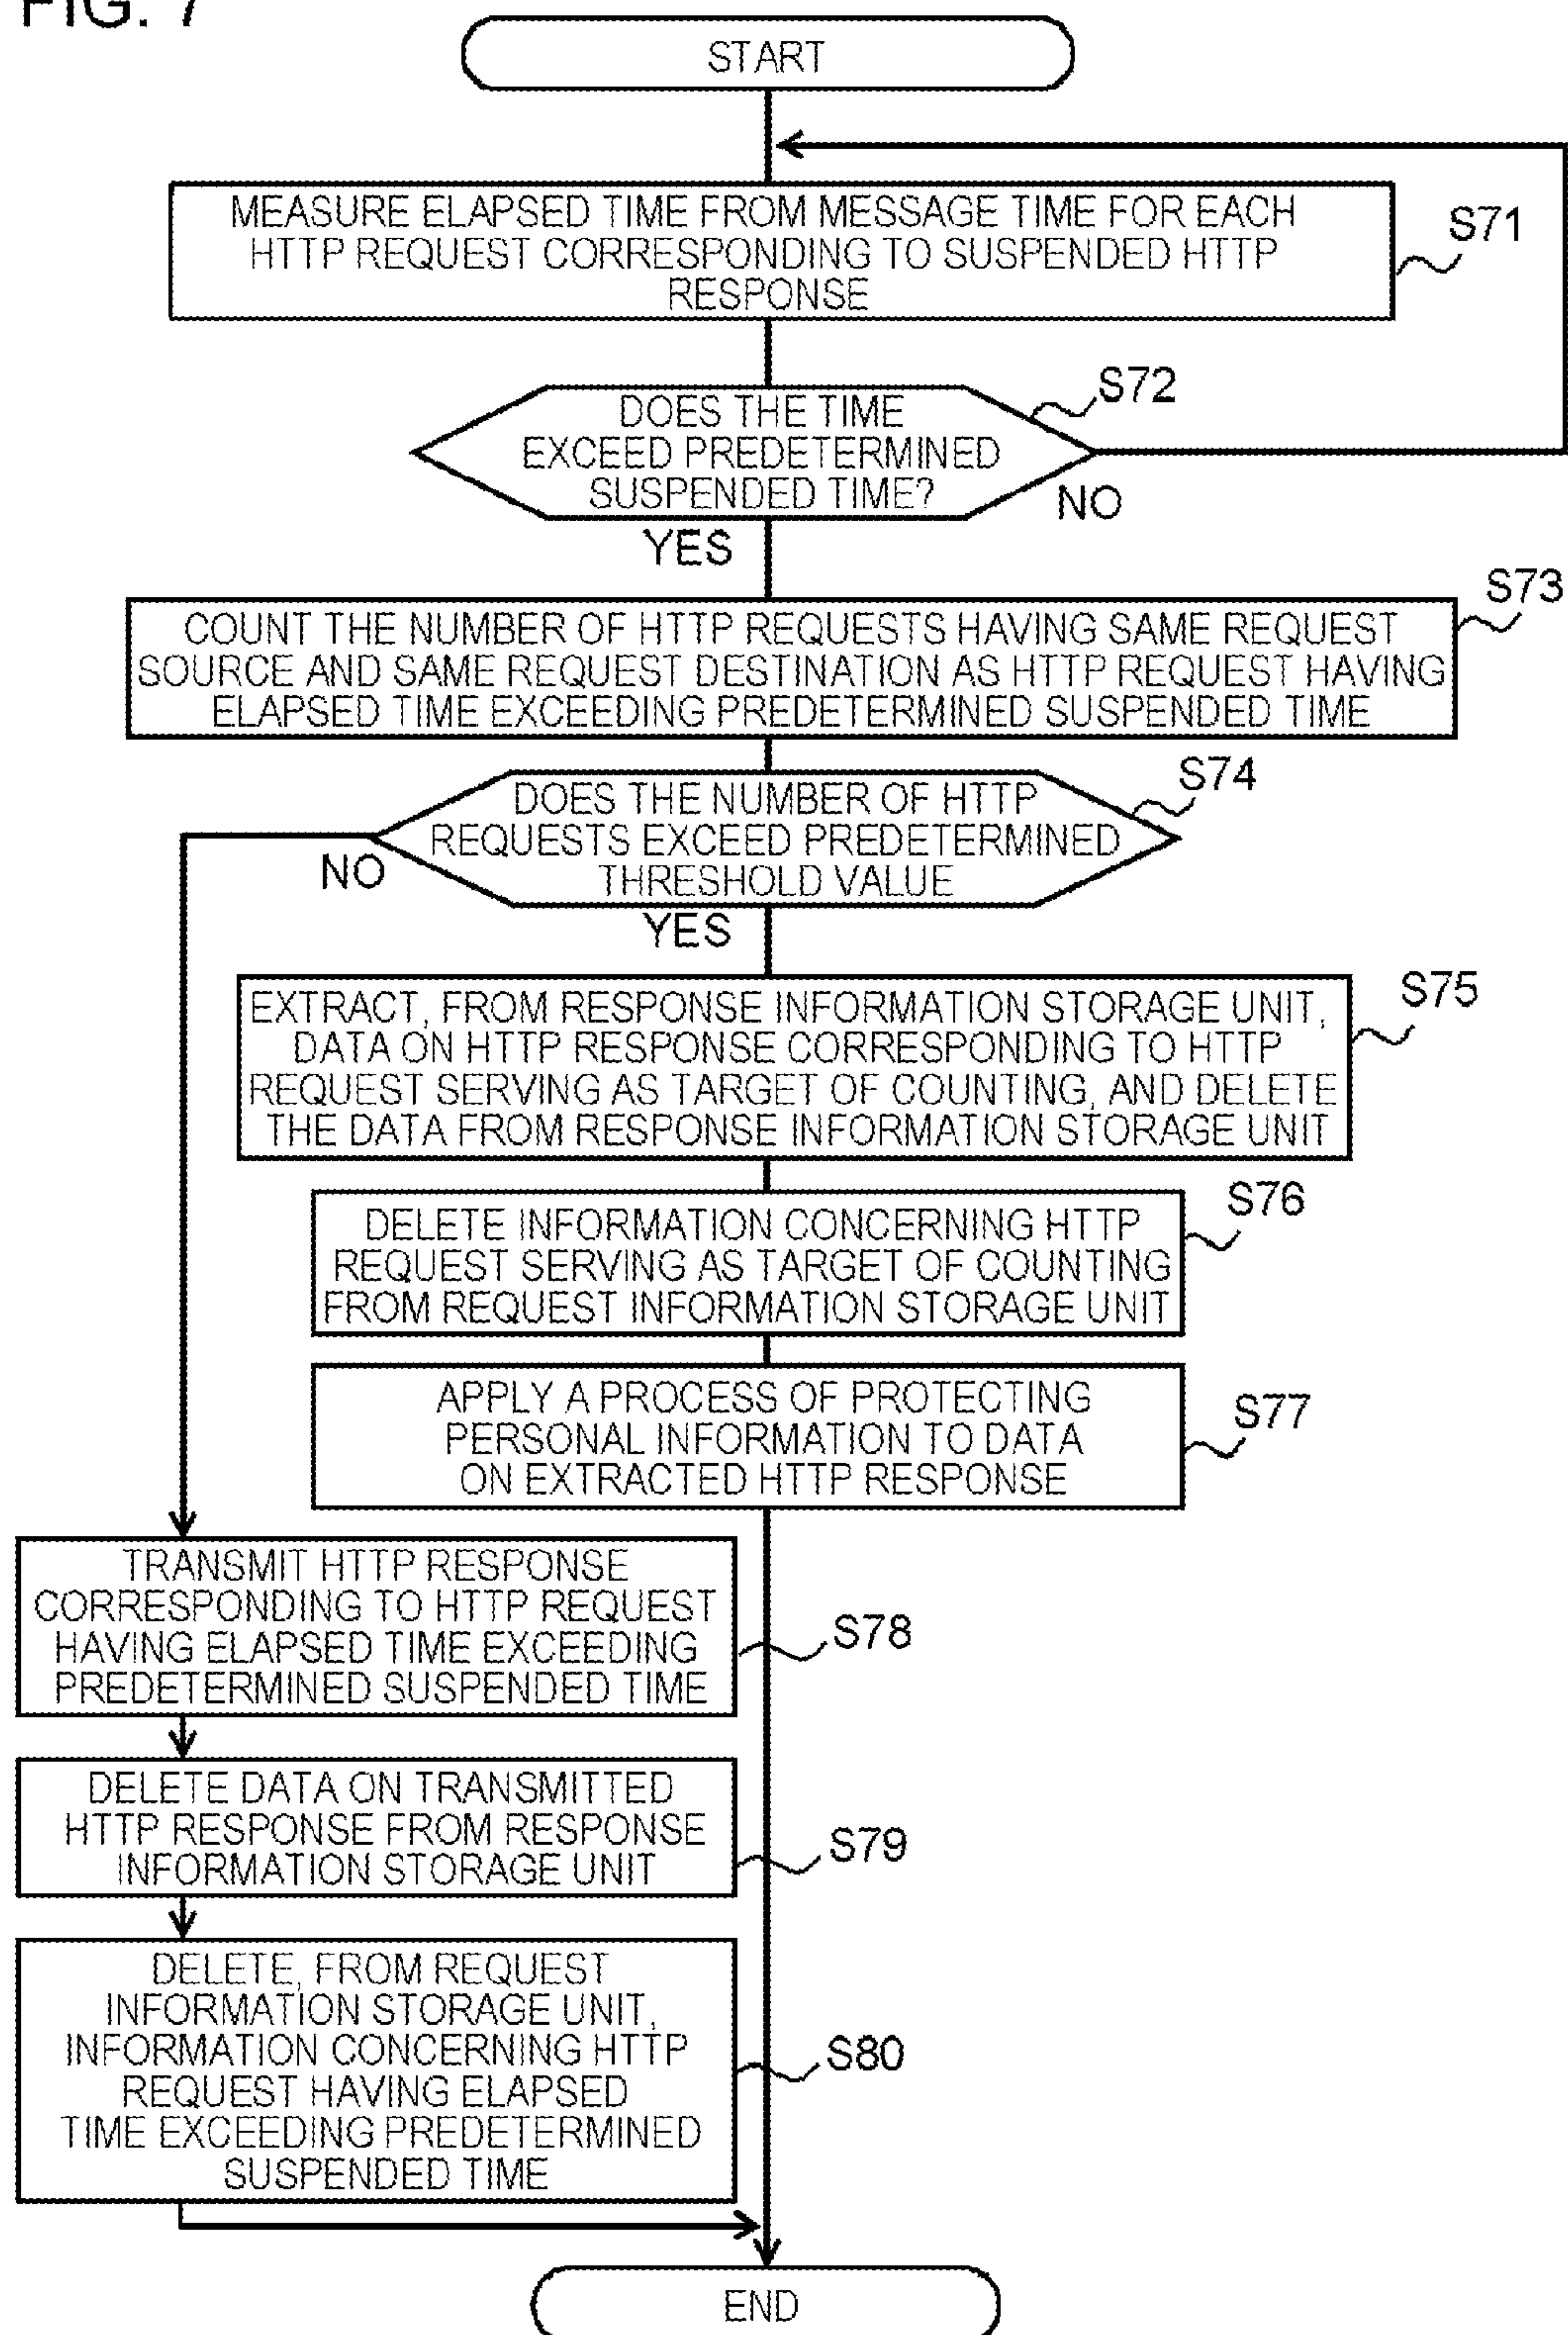 FIG. 7
START
MEASURE ELAPSED TIME FROM MESSAGE TIME FOR EACH
HTTP REQUEST CORRESPONDING TO SUSPENDED HTTP
RESPONSE
S71
DOES THE TIME
EXCEED PREDETERMINED
SUSPENDED TIME?
S72
NO
YES
COUNT THE NUMBER OF HTTP REQUESTS HAVING SAME REQUEST
SOURCE AND SAME REQUEST DESTINATION AS HTTP REQUEST HAVING
ELAPSED TIME EXCEEDING PREDETERMINED SUSPENDED TIME
S73
DOES THE NUMBER OF HTTP
REQUESTS EXCEED PREDETERMINED
THRESHOLD VALUE
S74
NO
YES
EXTRACT, FROM RESPONSE INFORMATION STORAGE UNIT,
DATA ON HTTP RESPONSE CORRESPONDING TO HTTP
REQUEST SERVING AS TARGET OF COUNTING, AND DELETE
THE DATA FROM RESPONSE INFORMATION STORAGE UNIT
S75
DELETE INFORMATION CONCERNING HTTP
REQUEST SERVING AS TARGET OF COUNTING
FROM REQUEST INFORMATION STORAGE UNIT
S76
APPLY A PROCESS OF PROTECTING
PERSONAL INFORMATION TO DATA
ON EXTRACTED HTTP RESPONSE
S77
TRANSMIT HTTP RESPONSE
CORRESPONDING TO HTTP REQUEST
HAVING ELAPSED TIME EXCEEDING
PREDETERMINED SUSPENDED TIME
S78
DELETE DATA ON TRANSMITTED
HTTP RESPONSE FROM RESPONSE
INFORMATION STORAGE UNIT
S79
DELETE, FROM REQUEST
INFORMATION STORAGE UNIT,
INFORMATION CONCERNING HTTP
REQUEST HAVING ELAPSED
TIME EXCEEDING PREDETERMINED
SUSPENDED TIME
S80
END